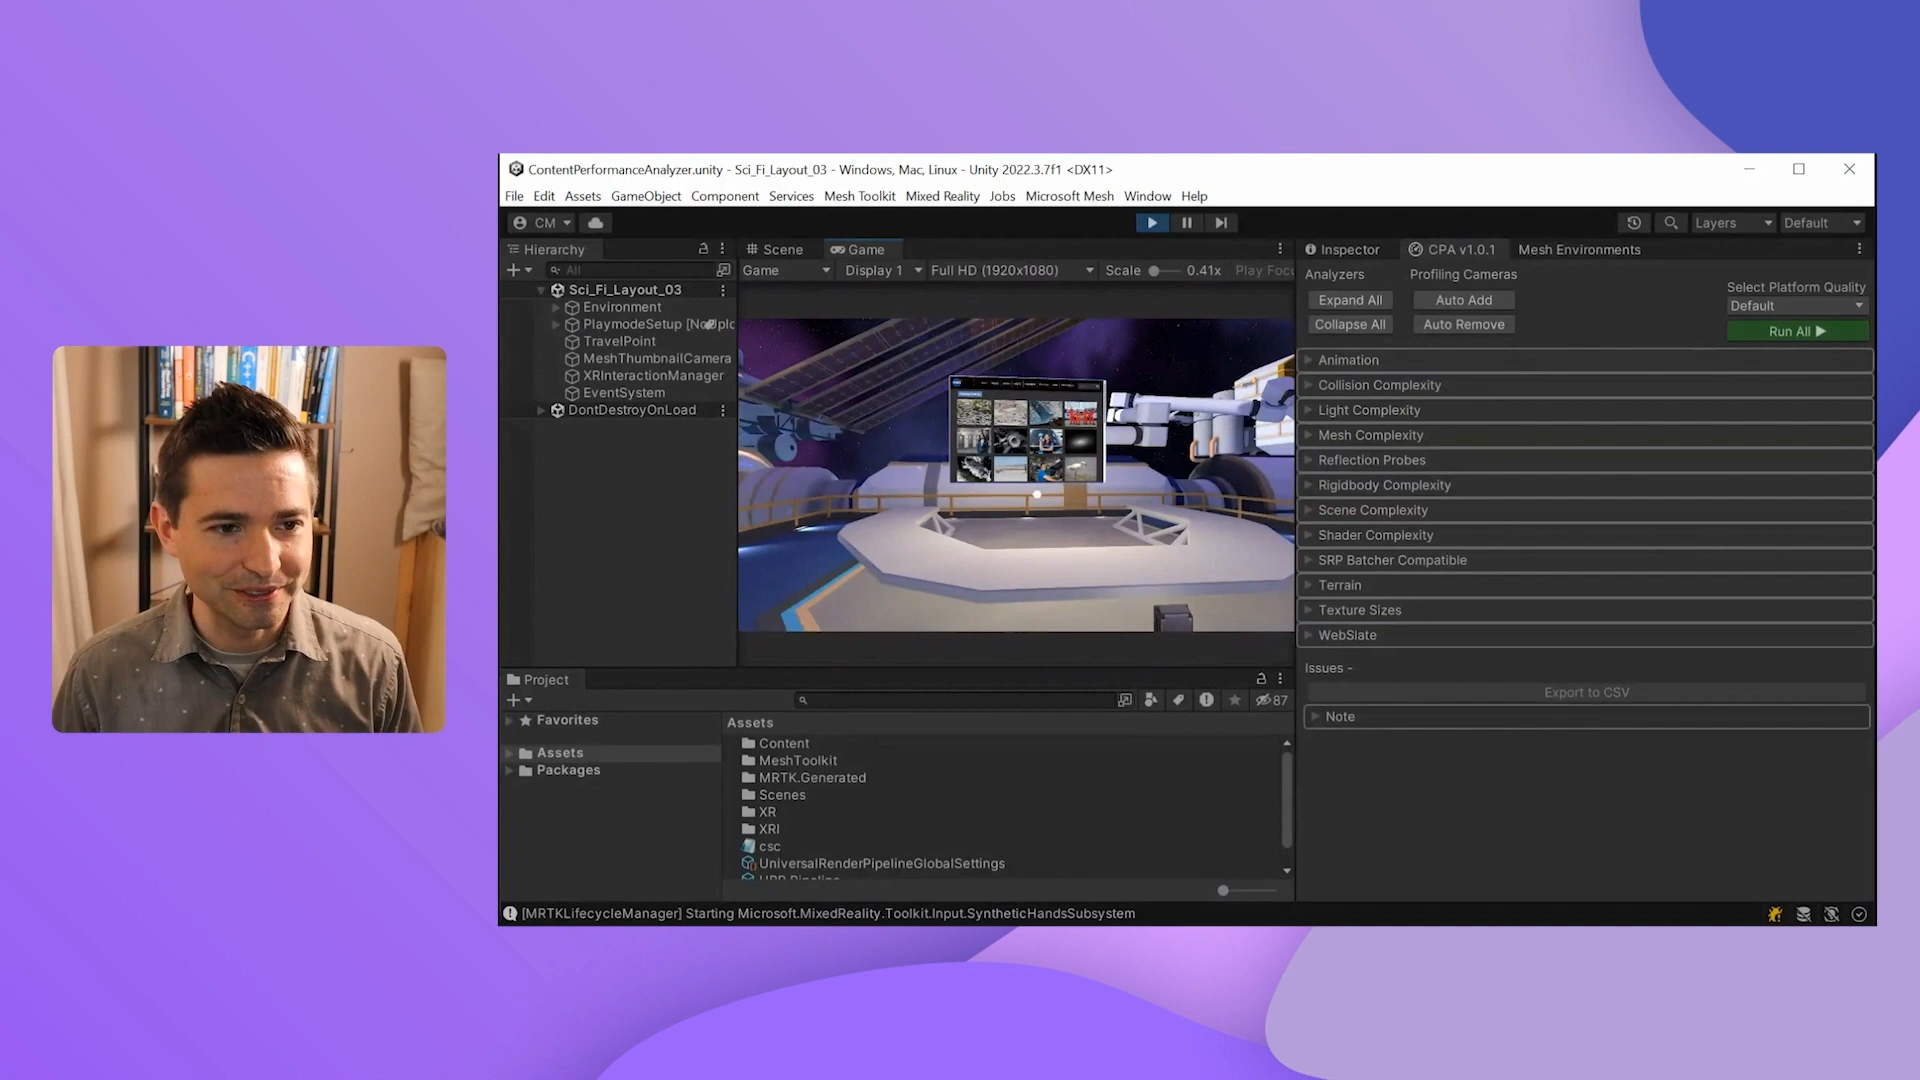 ContentPerformanceAnalyzer.unity - Sci_Fi_Layout_03 - Windows, Mac, Linux - Unity 2022.3.7f1 <DX11>
File Edit Assets GameObject Component Services Mesh Toolkit Mixed Reality Jobs Microsoft Mesh Window Help
CM
Layers
Default
Hierarchy
All
Sci_Fi_Layout_03
Environment
PlaymodeSetup
TravelPoint
MeshThumbnailCamera
XRInteractionManager
EventSystem
DontDestroyOnLoad
Scene
Game
Game
Display 1
Full HD (1920x1080)
Scale
0.41x
Play Focu
Inspector
CPA v1.0.1
Mesh Environments
Analyzers
Profiling Cameras
Expand All
Auto Add
Collapse All
Auto Remove
Select Platform Quality
Default
Run All
Animation
Collision Complexity
Light Complexity
Mesh Complexity
Reflection Probes
Rigidbody Complexity
Scene Complexity
Shader Complexity
SRP Batcher Compatible
Terrain
Texture Sizes
WebSlate
Issues -
Export to CSV
Note
Project
87
Favorites
Assets
Packages
Assets
Content
MeshToolkit
MRTK.Generated
Scenes
XR
XRI
csc
UniversalRenderPipelineGlobalSettings
[MRTKLifecycleManager] Starting Microsoft.MixedReality.Toolkit.Input.SyntheticHandsSubsystem
C++